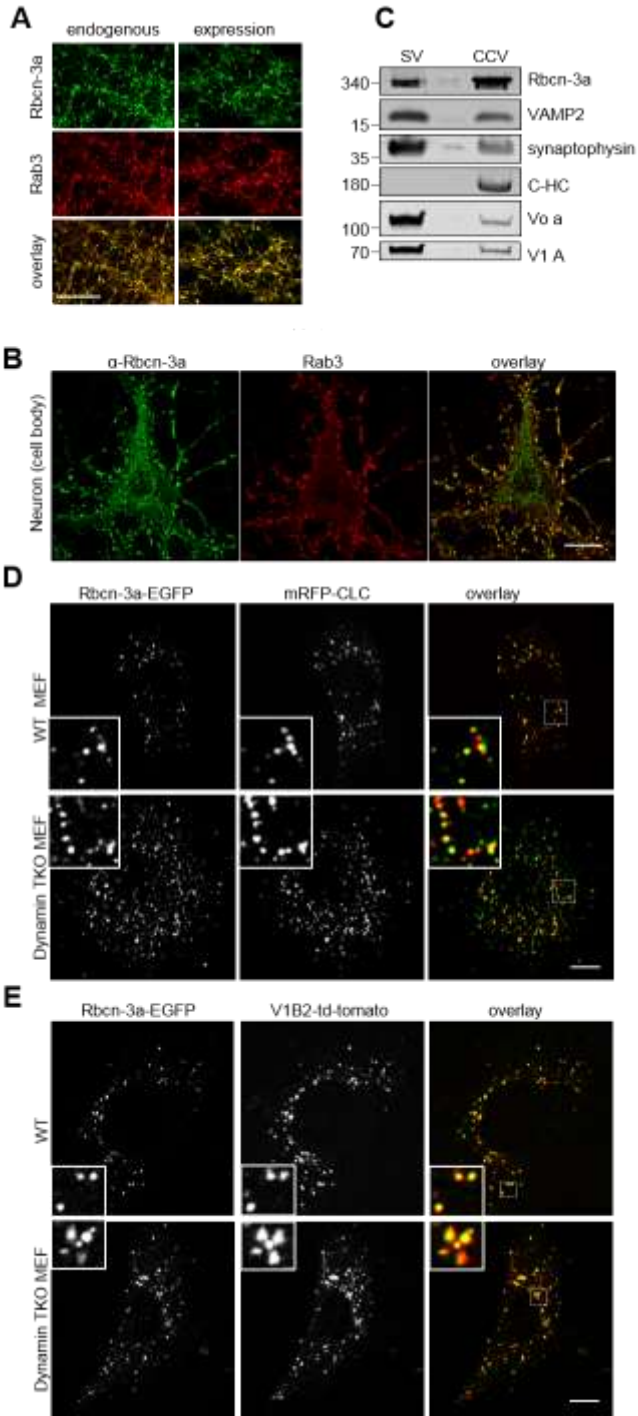 A
endogenous expression
Rbcn-3a
Rab3
overlay
C
SV CCV
340 Rbcn-3a
VAMP2
15
synaptophysin
35
180 C-HC
Vo a
100
70 V1 A
B
α-Rbcn-3a Rab3 overlay
Neuron (cell body)
D
Rbcn-3a-EGFP mRFP-CLC overlay
WT MEF
Dynamin TKO MEF
E
Rbcn-3a-EGFP V1B2-td-tomato overlay
WT
Dynamin TKO MEF